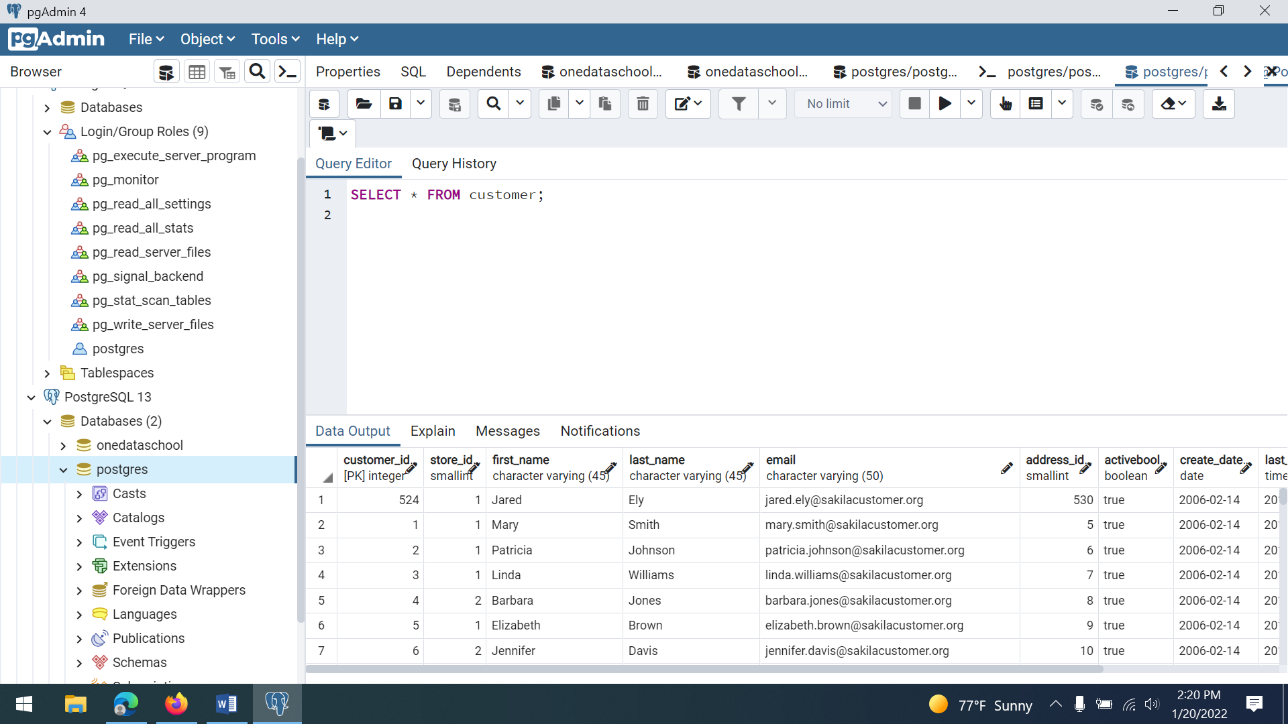 pgAdmin 4
pgAdmin File Object Tools Help
Browser
Properties SQL Dependents onedataschool... onedataschool... postgres/postg... postgres/pos... postgres/p
No limit
Databases
Login/Group Roles (9)
pg_execute_server_program
pg_monitor
pg_read_all_settings
pg_read_all_stats
pg_read_server_files
pg_signal_backend
pg_stat_scan_tables
pg_write_server_files
postgres
Tablespaces
PostgreSQL 13
Databases (2)
onedataschool
postgres
Casts
Catalogs
Event Triggers
Extensions
Foreign Data Wrappers
Languages
Publications
Schemas
Query Editor Query History
1 SELECT * FROM customer;
2
Data Output Explain Messages Notifications
customer_id store_id first_name last_name email address_id activebool create_date last_
[PK] integer smallint character varying (45) character varying (45) character varying (50) smallint boolean date time
1 524 1 Jared Ely jared.ely@sakilacustomer.org 530 true 2006-02-14 20
2 1 1 Mary Smith mary.smith@sakilacustomer.org 5 true 2006-02-14 20
3 2 1 Patricia Johnson patricia.johnson@sakilacustomer.org 6 true 2006-02-14 20
4 3 1 Linda Williams linda.williams@sakilacustomer.org 7 true 2006-02-14 20
5 4 2 Barbara Jones barbara.jones@sakilacustomer.org 8 true 2006-02-14 20
6 5 1 Elizabeth Brown elizabeth.brown@sakilacustomer.org 9 true 2006-02-14 20
7 6 2 Jennifer Davis jennifer.davis@sakilacustomer.org 10 true 2006-02-14 20
77°F Sunny
2:20 PM
1/20/2022